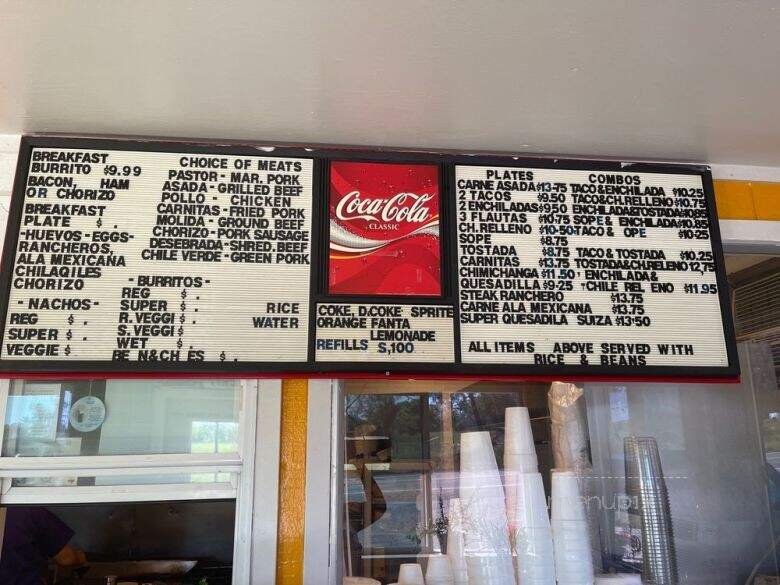 BREAKFAST
BURRITO $9.99
BACON, HAM
OR CHORIZO
BREAKFAST
PLATE $ .
-HUEVOS-EGGS-
RANCHEROS,
ALA MEXICANA
CHILAQILES
CHORIZO
- NACHOS -
REG $ .
SUPER $ .
VEGGIE $
CHOICE OF MEATS
PASTOR - MAR. PORK
ASADA - GRILLED BEEF
POLLO - CHICKEN
CARNITAS - FRIED PORK
MOLIDA - GROUND BEEF
CHORIZO - PORK SAUSAGE
DESEBRADA - SHRED. BEEF
CHILE VERDE - GREEN PORK
- BURRITOS -
REG $ .
SUPER $ .
R. VEGGI $ .
S. VEGGI $
WET $ .
BE N&CH ES $ .
RICE
WATER
Coca-Cola
CLASSIC
COKE, D.COKE SPRITE
ORANGE FANTA
LEMONADE
REFILLS S,100
PLATES
CARNE ASADA $13-75
2 TACOS $9.50
2 ENCHILADAS $9.50
3 FLAUTAS $10-75
CH.RELLENO $10-50
SOPE $8.75
TOSTADA $8.75
CARNITAS $13.75
CHIMICHANGA $11.50
QUESADILLA $9-25
STEAK RANCHERO $13.75
CARNE ALA MEXICANA $13.75
SUPER QUESADILA SUIZA $13'50
COMBOS
TACO & ENCHILADA $10.25
TACO&CH.RELLENO $10.75
ENCHILADA&TOSTADA $10.85
SOPE & ENCHILADA $10.85
TACO & OPE $10-25
TACO & TOSTADA $10.25
TOSTADA&CH.RELENO 12,75
ENCHILADA &
CHILE REL ENO $11.95
ALL ITEMS ABOVE SERVED WITH
RICE & BEANS